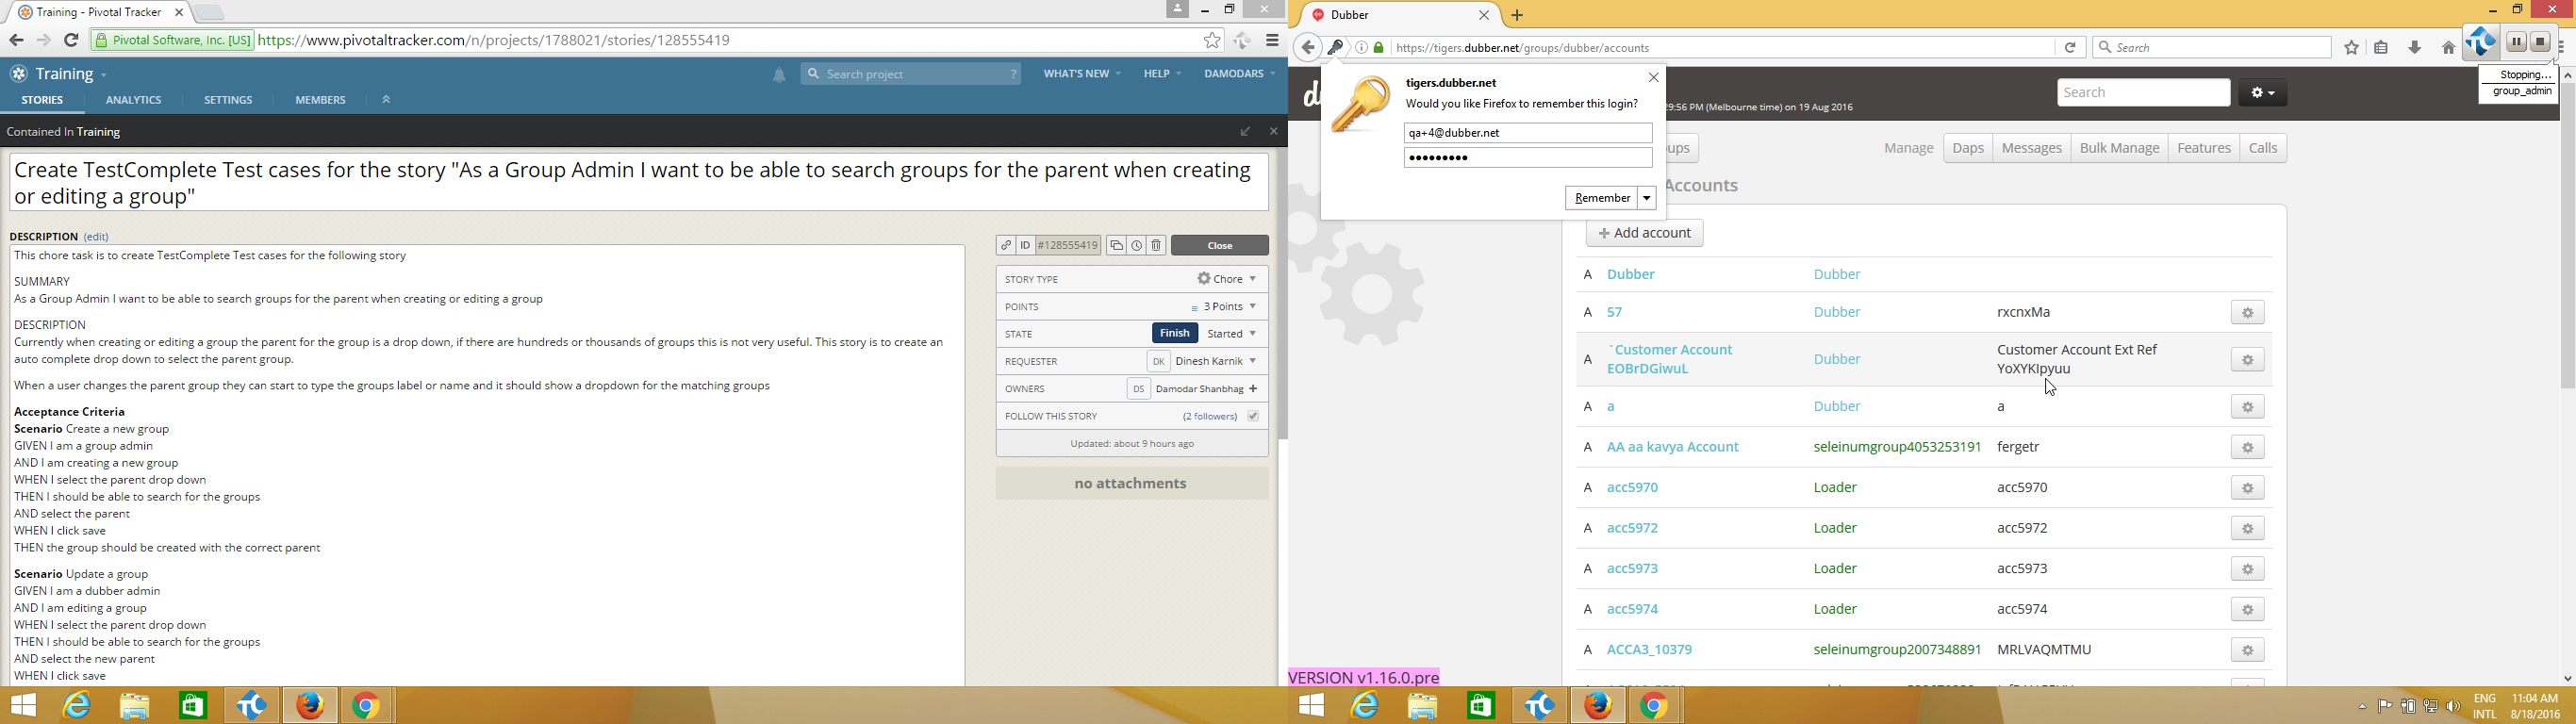 Training - Pivotal Tracker
Pivotal Software, Inc. [US] https://www.pivotaltracker.com/n/projects/1788021/stories/128555419
Training
Search project ?
WHAT'S NEW HELP DAMODARS
STORIES ANALYTICS SETTINGS MEMBERS
Contained In Training
Create TestComplete Test cases for the story "As a Group Admin I want to be able to search groups for the parent when creating
or editing a group"
DESCRIPTION (edit)
This chore task is to create TestComplete Test cases for the following story
SUMMARY
As a Group Admin I want to be able to search groups for the parent when creating or editing a group
DESCRIPTION
Currently when creating or editing a group the parent for the group is a drop down, if there are hundreds or thousands of groups this is not very useful. This story is to create an
auto complete drop down to select the parent group.
When a user changes the parent group they can start to type the groups label or name and it should show a dropdown for the matching groups
Acceptance Criteria
Scenario Create a new group
GIVEN I am a group admin
AND I am creating a new group
WHEN I select the parent drop down
THEN I should be able to search for the groups
AND select the parent
WHEN I click save
THEN the group should be created with the correct parent
Scenario Update a group
GIVEN I am a dubber admin
AND I am editing a group
WHEN I select the parent drop down
THEN I should be able to search for the groups
AND select the new parent
WHEN I click save
ID #128555419 Close
STORY TYPE Chore
POINTS 3 Points
STATE Finish Started
REQUESTER DK Dinesh Karnik
OWNERS DS Damodar Shanbhag
FOLLOW THIS STORY (2 followers)
Updated: about 9 hours ago
no attachments
Dubber
https://tigers.dubber.net/groups/dubber/accounts
Search
Stopping...
group_admin
tigers.dubber.net
Would you like Firefox to remember this login?
qa+4@dubber.net
Remember
29:56 PM (Melbourne time) on 19 Aug 2016
Search
ups
Manage Daps Messages Bulk Manage Features Calls
Accounts
Add account
A Dubber Dubber
A 57 Dubber rxcnxMa
A `Customer Account EOBrDGiwuL Dubber Customer Account Ext Ref YoXYKIpyuu
A a Dubber a
A AA aa kavya Account seleinumgroup4053253191 fergetr
A acc5970 Loader acc5970
A acc5972 Loader acc5972
A acc5973 Loader acc5973
A acc5974 Loader acc5974
A ACCA3_10379 seleinumgroup2007348891 MRLVAQMTMU
VERSION v1.16.0.pre
ENG 11:04 AM
INTL 8/18/2016